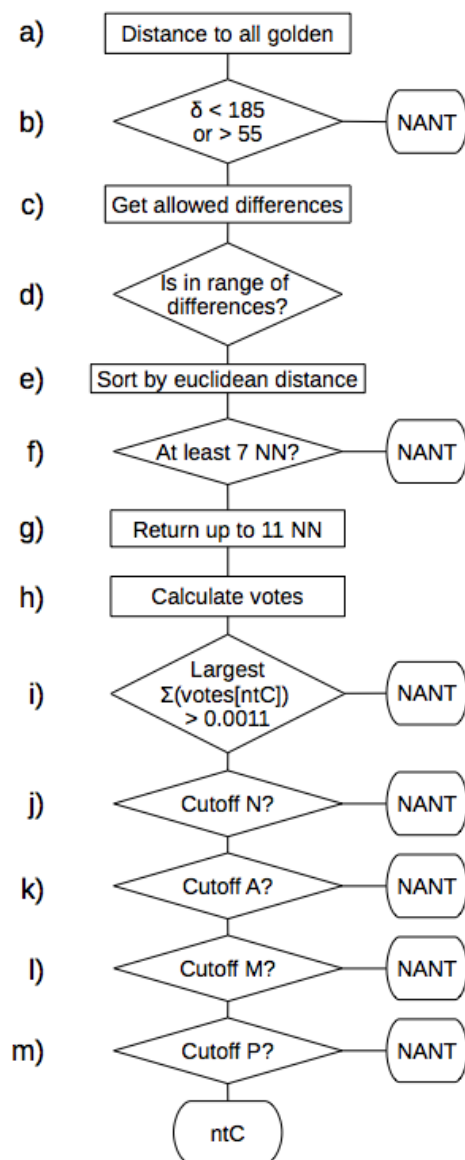 a) Distance to all golden
b) δ < 185
or > 55
NANT
c) Get allowed differences
d) Is in range of
differences?
e) Sort by euclidean distance
f) At least 7 NN?
NANT
g) Return up to 11 NN
h) Calculate votes
i) Largest
Σ(votes[ntC])
> 0.0011
NANT
j) Cutoff N?
NANT
k) Cutoff A?
NANT
l) Cutoff M?
NANT
m) Cutoff P?
NANT
ntC